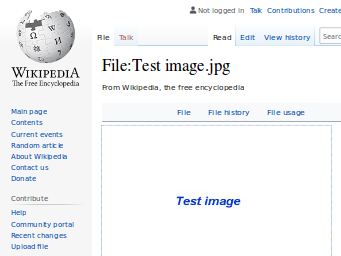 Not logged in Talk Contributions Create
File Talk Read Edit View history Searc
WIKIPEDIA
The Free Encyclopedia
File:Test image.jpg
From Wikipedia, the free encyclopedia
File File history File usage
Main page
Contents
Current events
Random article
About Wikipedia
Contact us
Donate
Contribute
Help
Community portal
Recent changes
Upload file
Test image